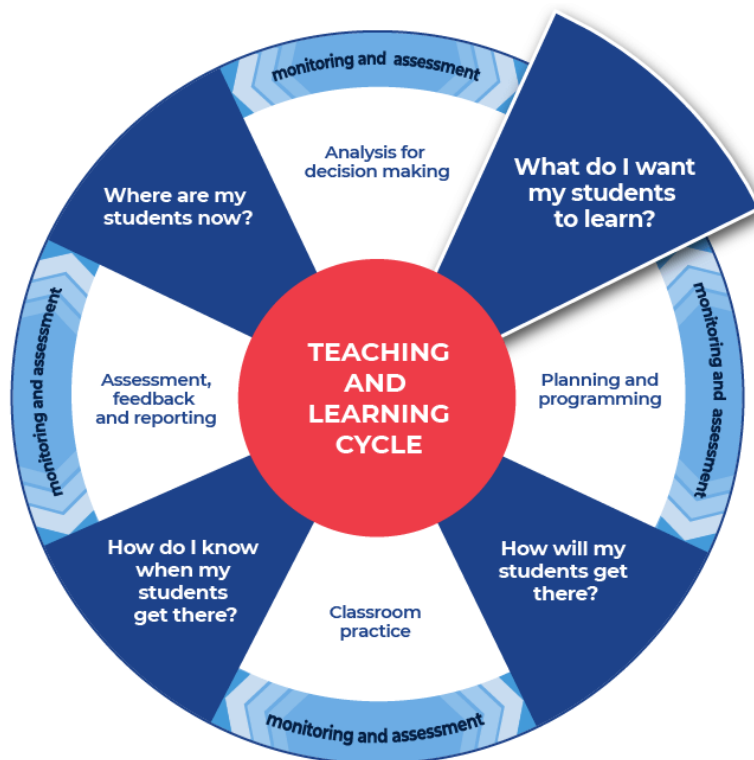 monitoring and assessment
Analysis for
decision making
What do I want
my students
to learn?
Where are my
students now?
monitoring and assessment
TEACHING
AND
LEARNING
CYCLE
Assessment,
feedback
and reporting
Planning and
programming
monitoring and assessment
How do I know
when my
students
get there?
How will my
students get
there?
Classroom
practice
monitoring and assessment